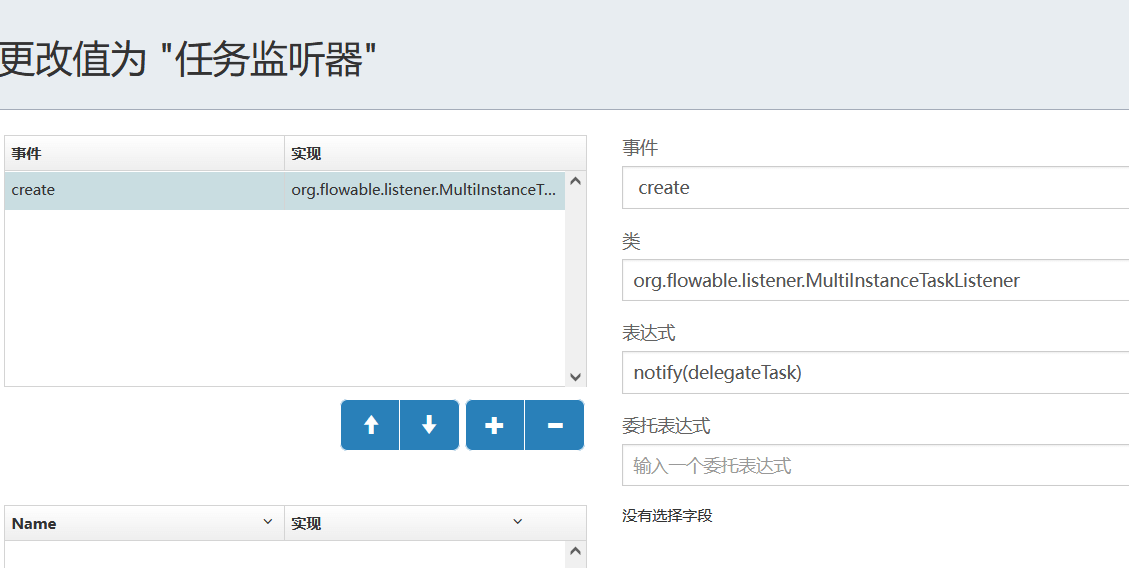 更改值为 "任务监听器"
事件 实现
create org.flowable.listener.MultiInstanceT...
Name 实现
事件
create
类
org.flowable.listener.MultiInstanceTaskListener
表达式
notify(delegateTask)
委托表达式
输入一个委托表达式
没有选择字段